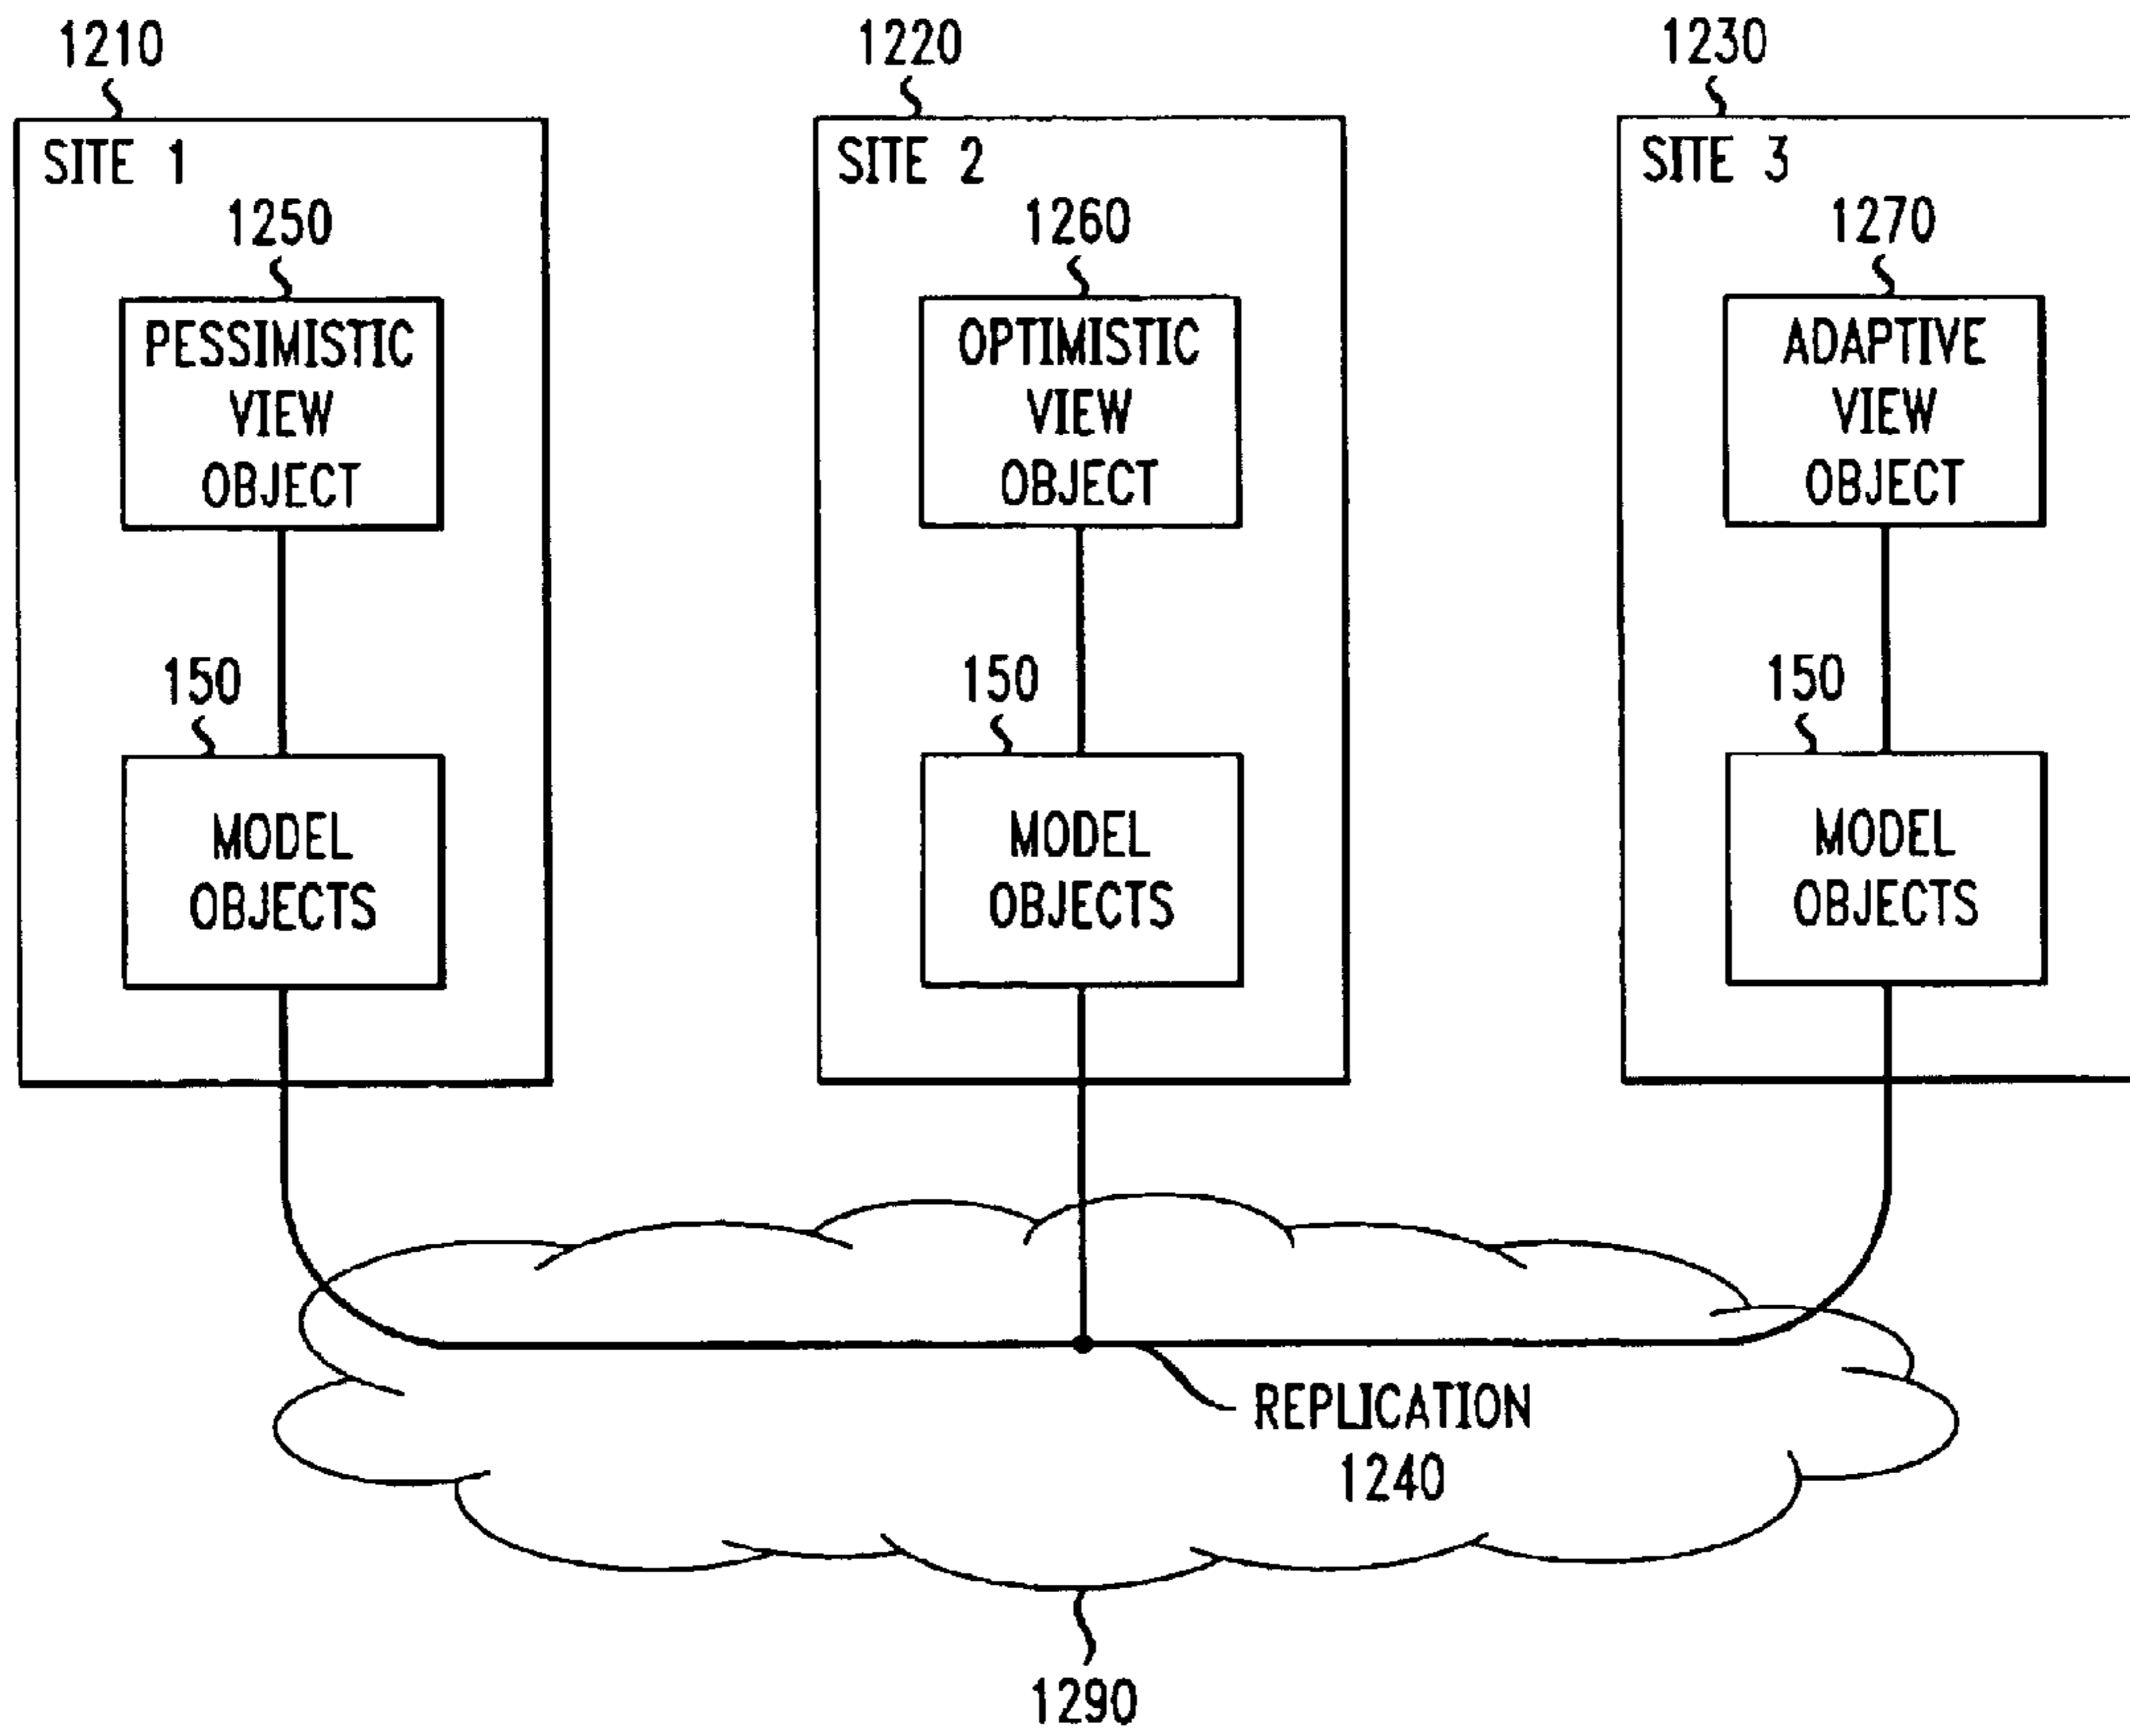 1210
1220
1230
SITE 1
SITE 2
SITE 3
1250
1260
1270
PESSIMISTIC
VIEW
OBJECT
OPTIMISTIC
VIEW
OBJECT
ADAPTIVE
VIEW
OBJECT
150
150
150
MODEL
OBJECTS
MODEL
OBJECTS
MODEL
OBJECTS
REPLICATION
1240
1290